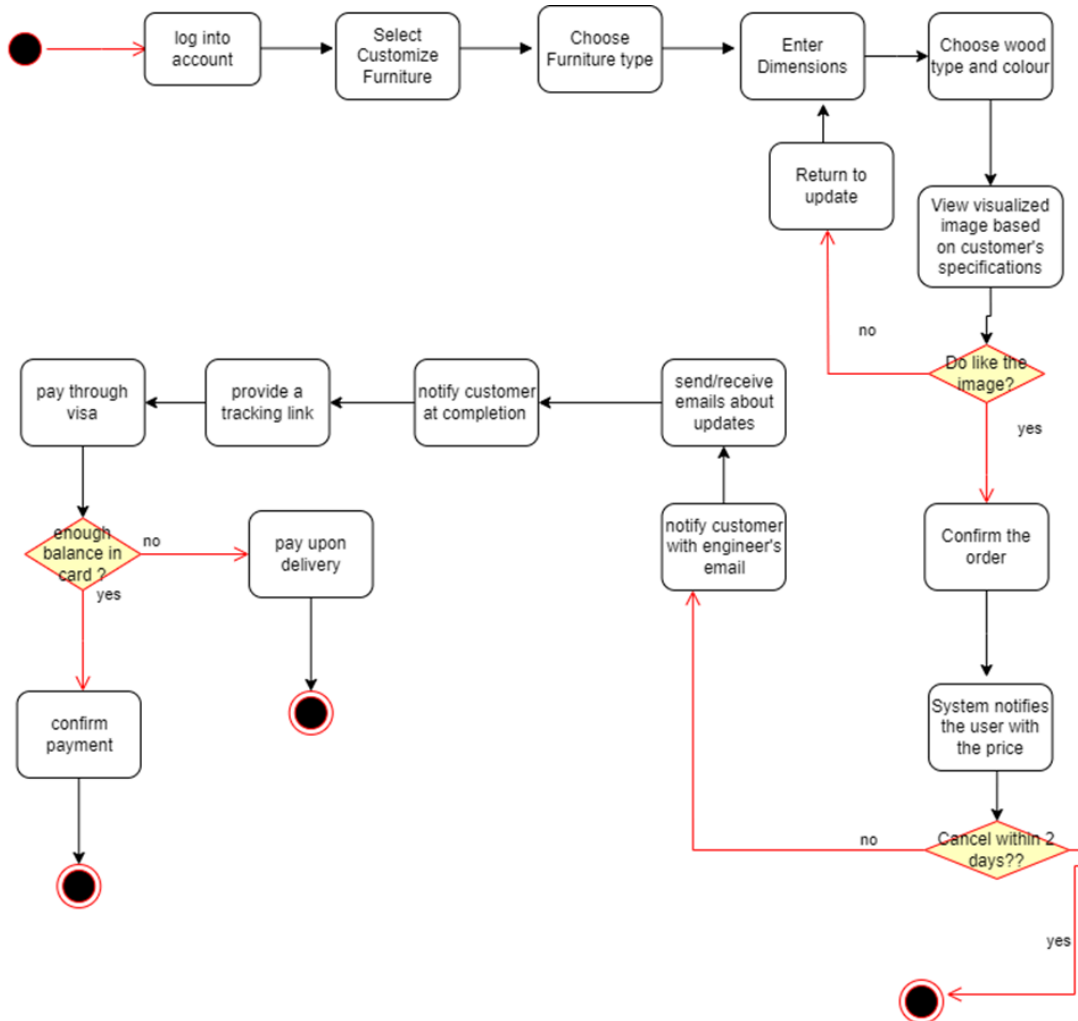 log into
account
Select
Customize
Furniture
Choose
Furniture type
Enter
Dimensions
Choose wood
type and colour
Return to
update
View visualized
image based
on customer's
specifications
no
Do like the
image?
yes
pay through
visa
provide a
tracking link
notify customer
at completion
send/receive
emails about
updates
enough
balance in
card ?
no
yes
pay upon
delivery
notify customer
with engineer's
email
Confirm the
order
confirm
payment
System notifies
the user with
the price
no
Cancel within 2
days??
yes